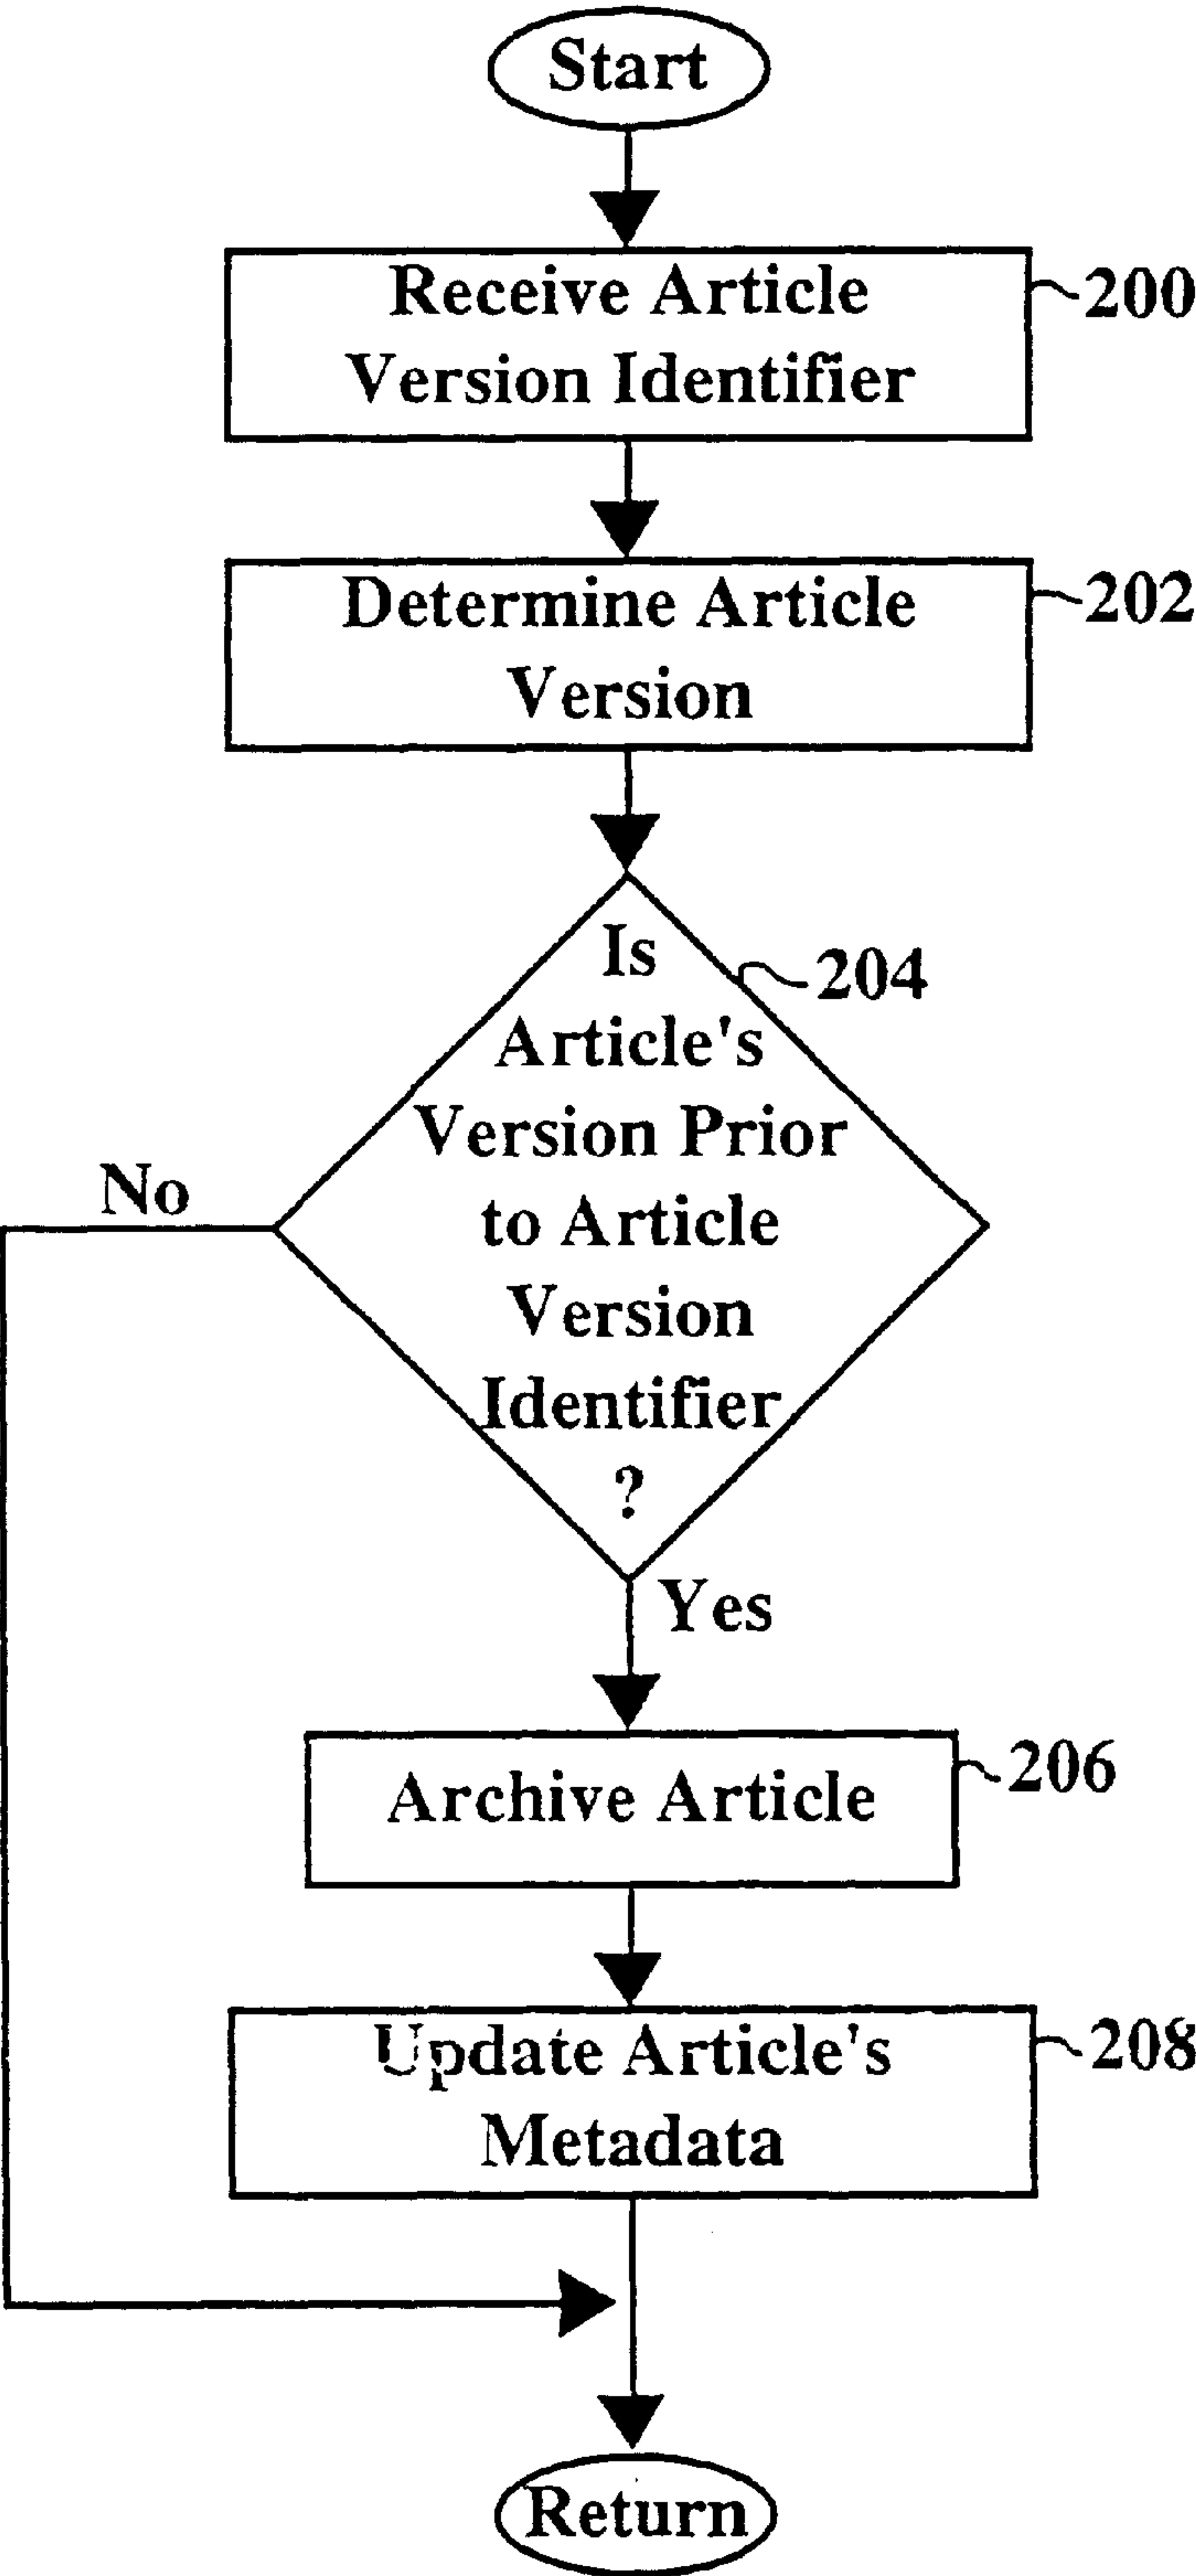 Start
Receive Article
Version Identifier
200
Determine Article
Version
202
Is
Article's
Version Prior
to Article
Version
Identifier
?
204
No
Yes
Archive Article
206
Update Article's
Metadata
208
Return